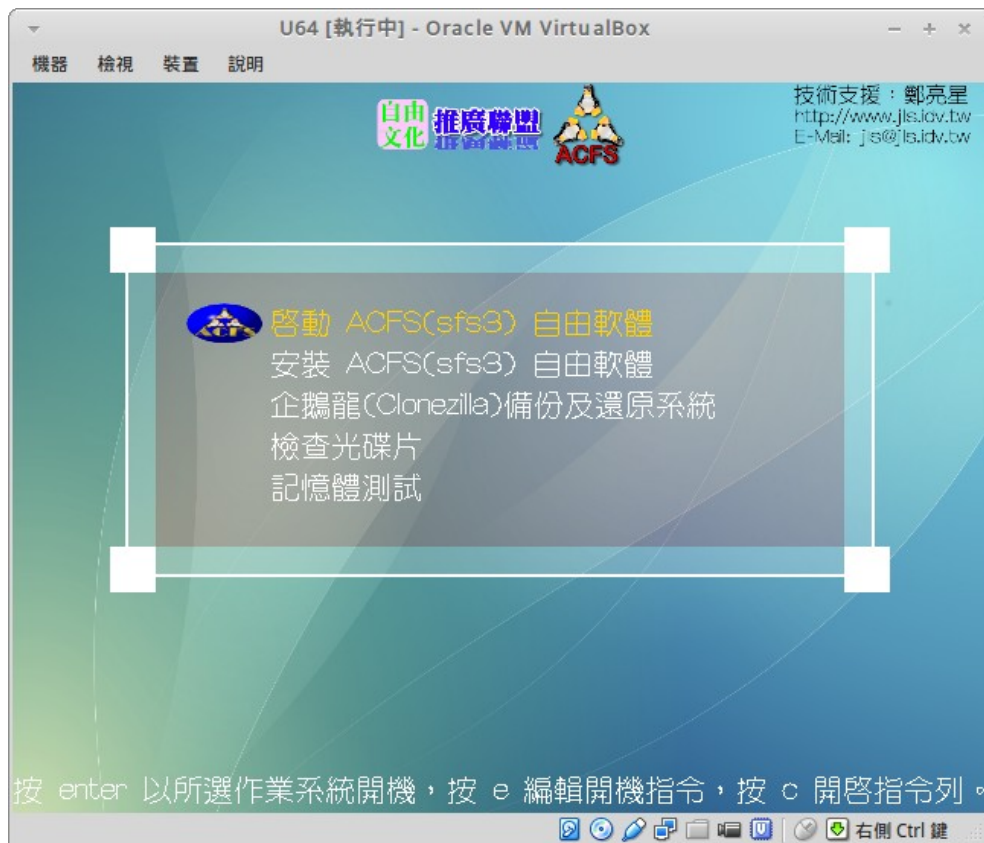 U64 [執行中] - Oracle VM VirtualBox
機器 檢視 裝置 說明
自由
文化
推廣聯盟
ACFS
技術支援：鄭亮星
http://www.jls.idv.tw
E-Mail: jls@jls.idv.tw
ACFS
啓動 ACFS(sfs3) 自由軟體
安裝 ACFS(sfs3) 自由軟體
企鵝龍(Clonezilla)備份及還原系統
檢查光碟片
記憶體測試
按 enter 以所選作業系統開機，按 e 編輯開機指令，按 c 開啓指令列。
右側 Ctrl 鍵